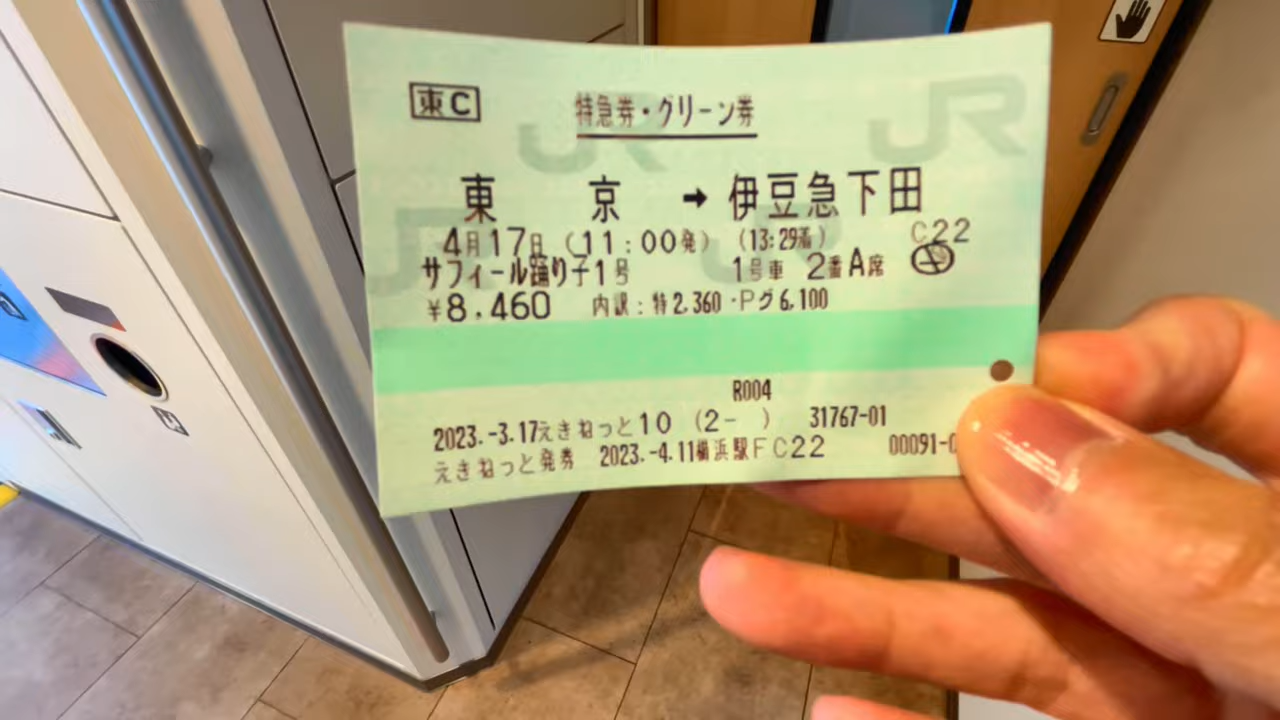 東C 特急券・グリーン券
東京 → 伊豆急下田
4月17日 (11:00発) (13:29着) C22
サフィール踊り子1号 1号車 2番A席
¥8,460 内訳:特2,360・Pグ6,100
R004
2023.-3.17えきねっと10 (2- ) 31767-01
えきねっと発券 2023.-4.11横浜駅FC22 00091-0
JR JR